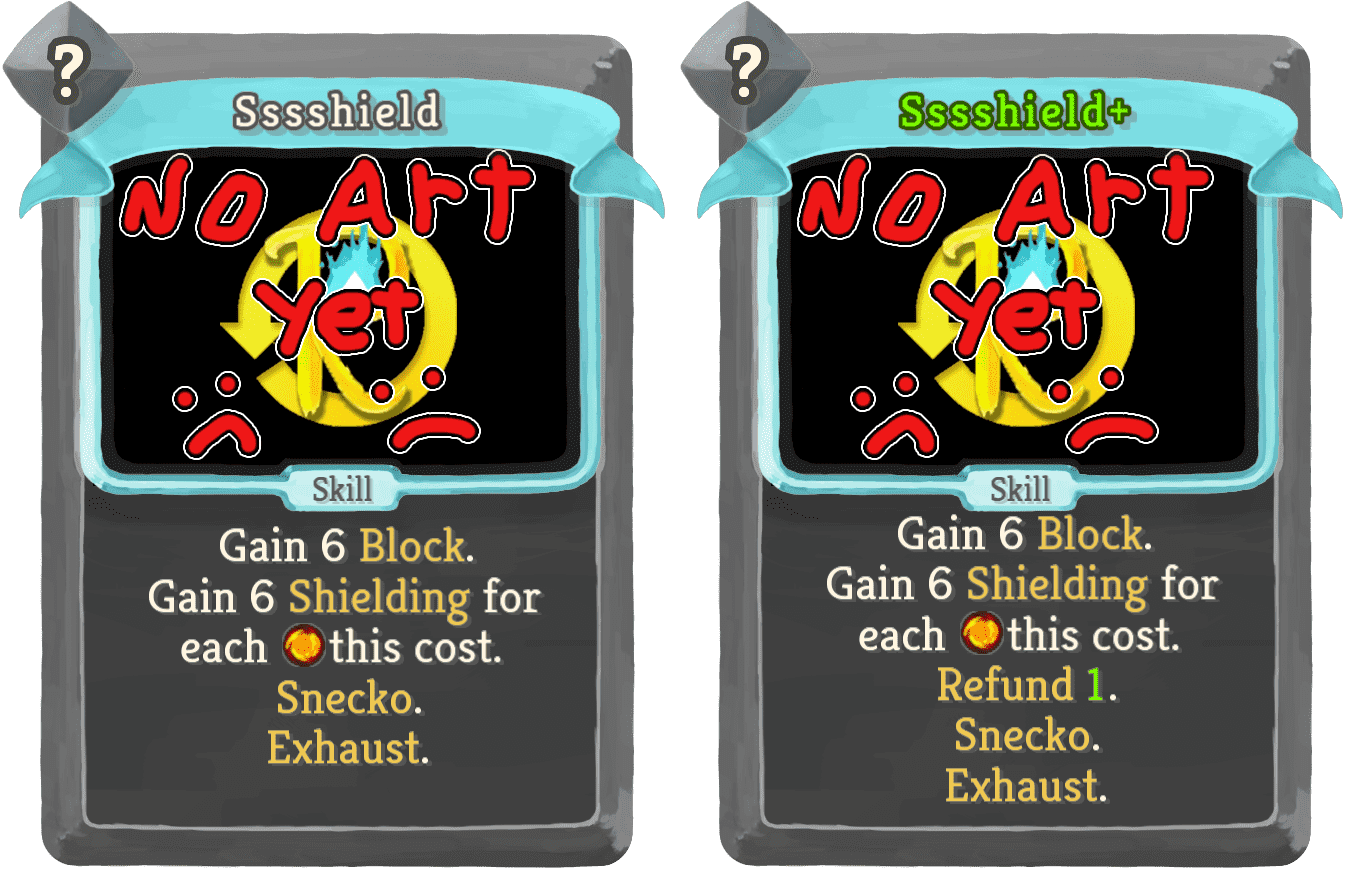 ?
Sssshield
No Art
yet
Skill
Gain 6 Block.
Gain 6 Shielding for
each this cost.
Snecko.
Exhaust.
?
Sssshield+
No Art
yet
Skill
Gain 6 Block.
Gain 6 Shielding for
each this cost.
Refund 1.
Snecko.
Exhaust.